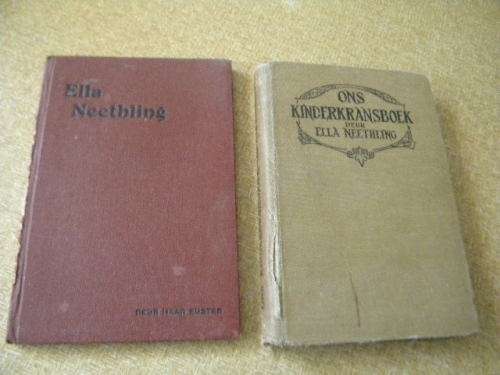 Ella
Neethling
DEUR HAAR SUSTER
ONS
KINDERKRANSBOEK
DEUR
ELLA NEETHLING